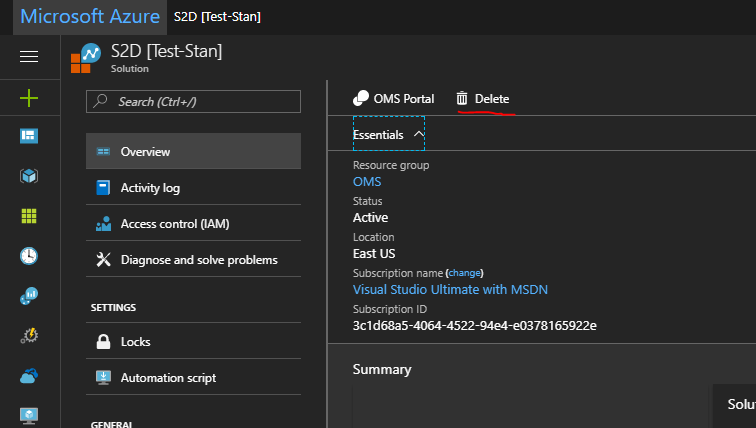 Microsoft Azure S2D [Test-Stan]
S2D [Test-Stan]
Solution
Search (Ctrl+/)
Overview
Activity log
Access control (IAM)
Diagnose and solve problems
SETTINGS
Locks
Automation script
GENERAL
OMS Portal Delete
Essentials
Resource group
OMS
Status
Active
Location
East US
Subscription name (change)
Visual Studio Ultimate with MSDN
Subscription ID
3c1d68a5-4064-4522-94e4-e0378165922e
Summary
Solu